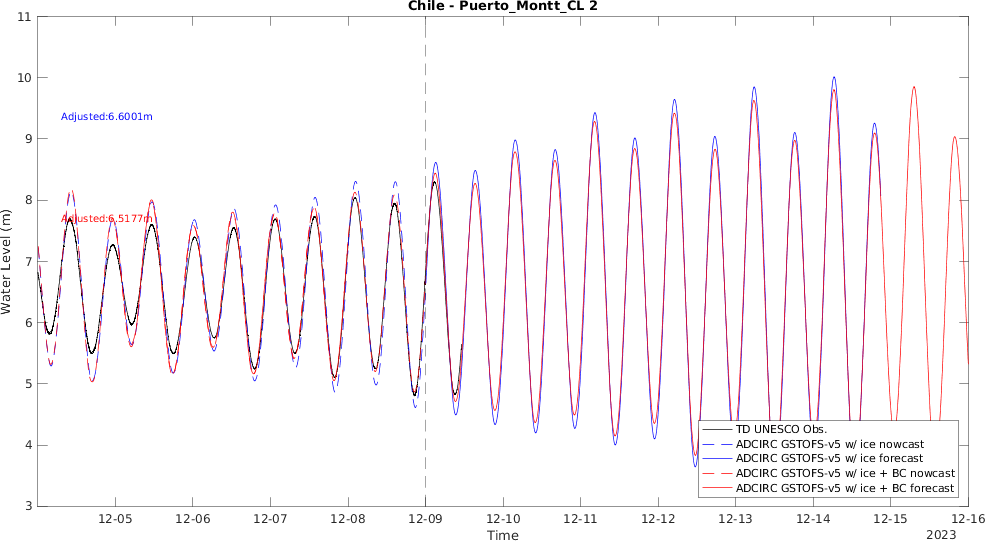 Chile - Puerto_Montt_CL 2
Water Level (m)
11
10
9
8
7
6
5
4
3
Adjusted:6.6001m
Adjusted:6.5177m
TD UNESCO Obs.
ADCIRC GSTOFS-v5 w/ ice nowcast
ADCIRC GSTOFS-v5 w/ ice forecast
ADCIRC GSTOFS-v5 w/ ice + BC nowcast
ADCIRC GSTOFS-v5 w/ ice + BC forecast
12-05 12-06 12-07 12-08 12-09 12-10 12-11 12-12 12-13 12-14 12-15 12-16
Time
2023